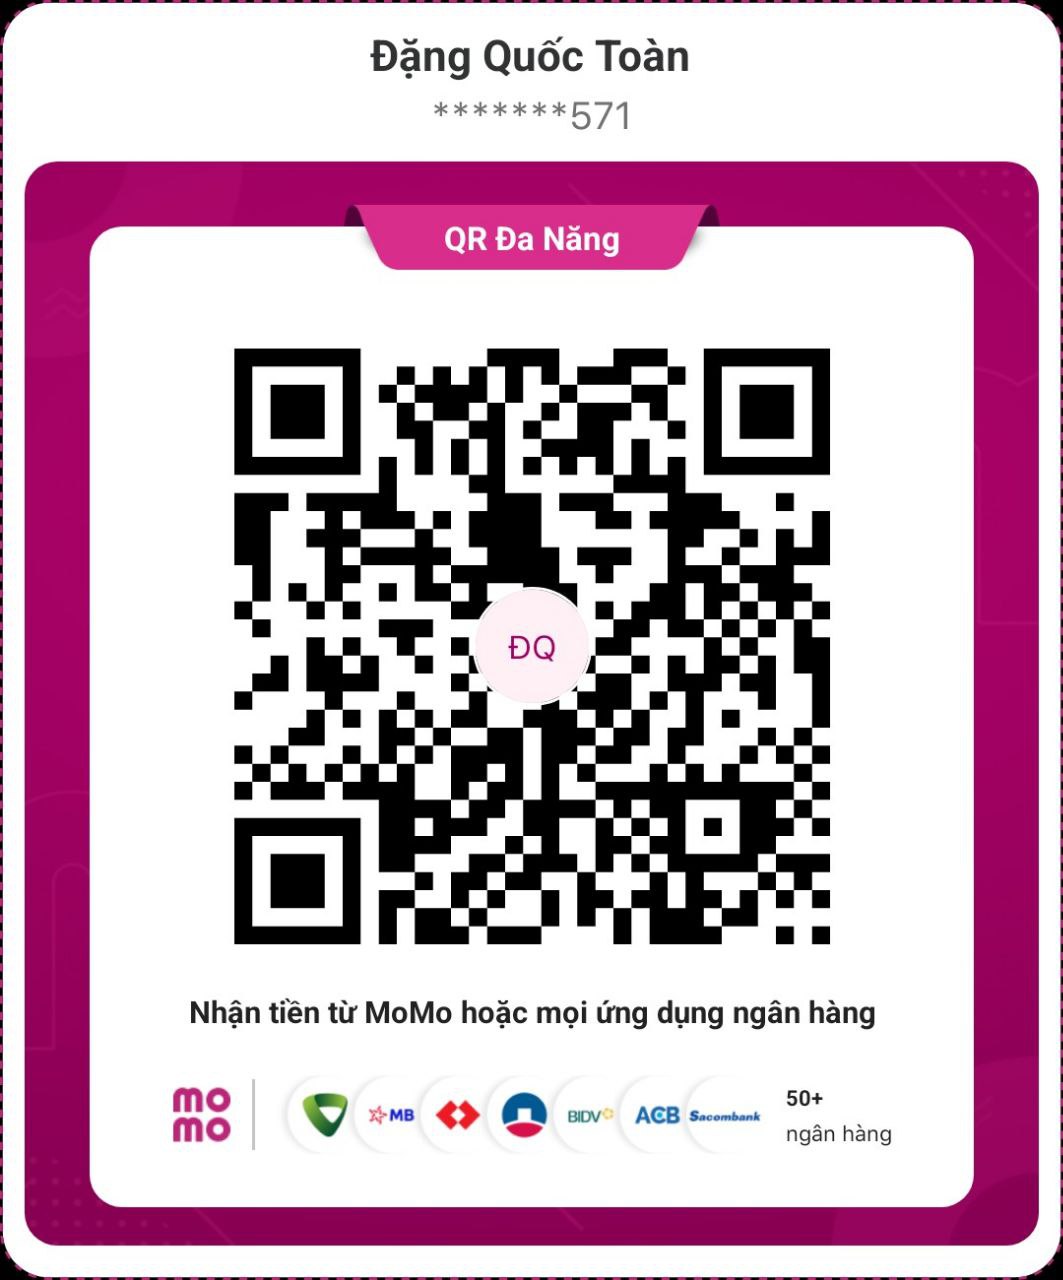 Đặng Quốc Toàn
*******571
QR Đa Năng
ĐQ
Nhận tiền từ MoMo hoặc mọi ứng dụng ngân hàng
mo
mo
MB
BIDV
ACB
Sacombank
50+
ngân hàng